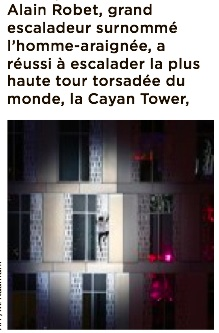 Alain Robet, grand
escaladeur surnommé
l'homme-araignée, a
réussi à escalader la plus
haute tour torsadée du
monde, la Cayan Tower,